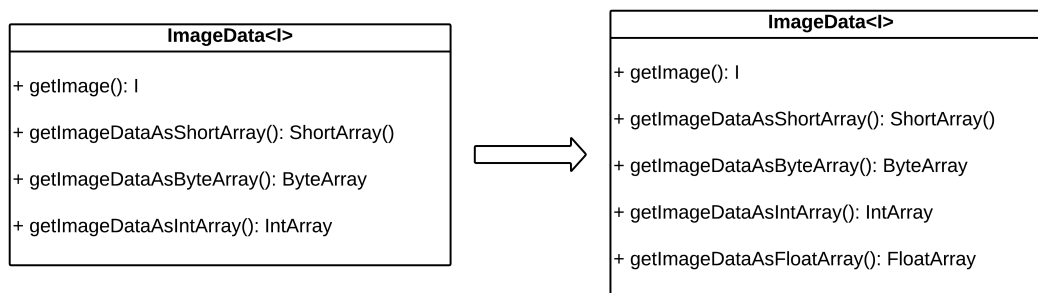 ImageData<I>
+ getImage(): I
+ getImageDataAsShortArray(): ShortArray()
+ getImageDataAsByteArray(): ByteArray
+ getImageDataAsIntArray(): IntArray
ImageData<I>
+ getImage(): I
+ getImageDataAsShortArray(): ShortArray()
+ getImageDataAsByteArray(): ByteArray
+ getImageDataAsIntArray(): IntArray
+ getImageDataAsFloatArray(): FloatArray